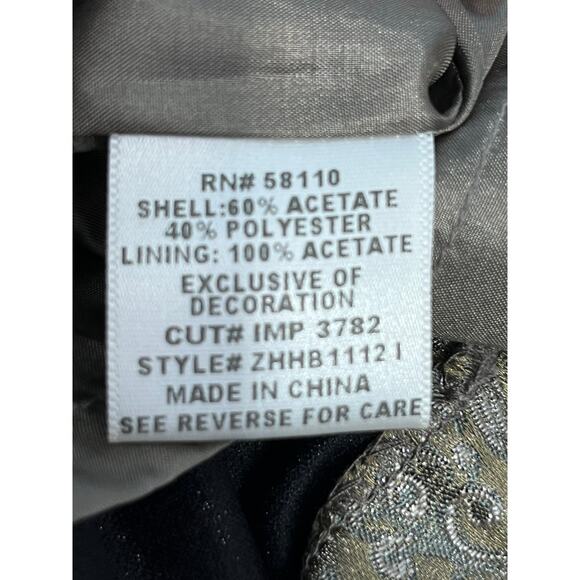 RN# 58110
SHELL:60% ACETATE
40% POLYESTER
LINING: 100% ACETATE
EXCLUSIVE OF
DECORATION
CUT# IMP 3782
STYLE# ZHHB1112 I
MADE IN CHINA
SEE REVERSE FOR CARE